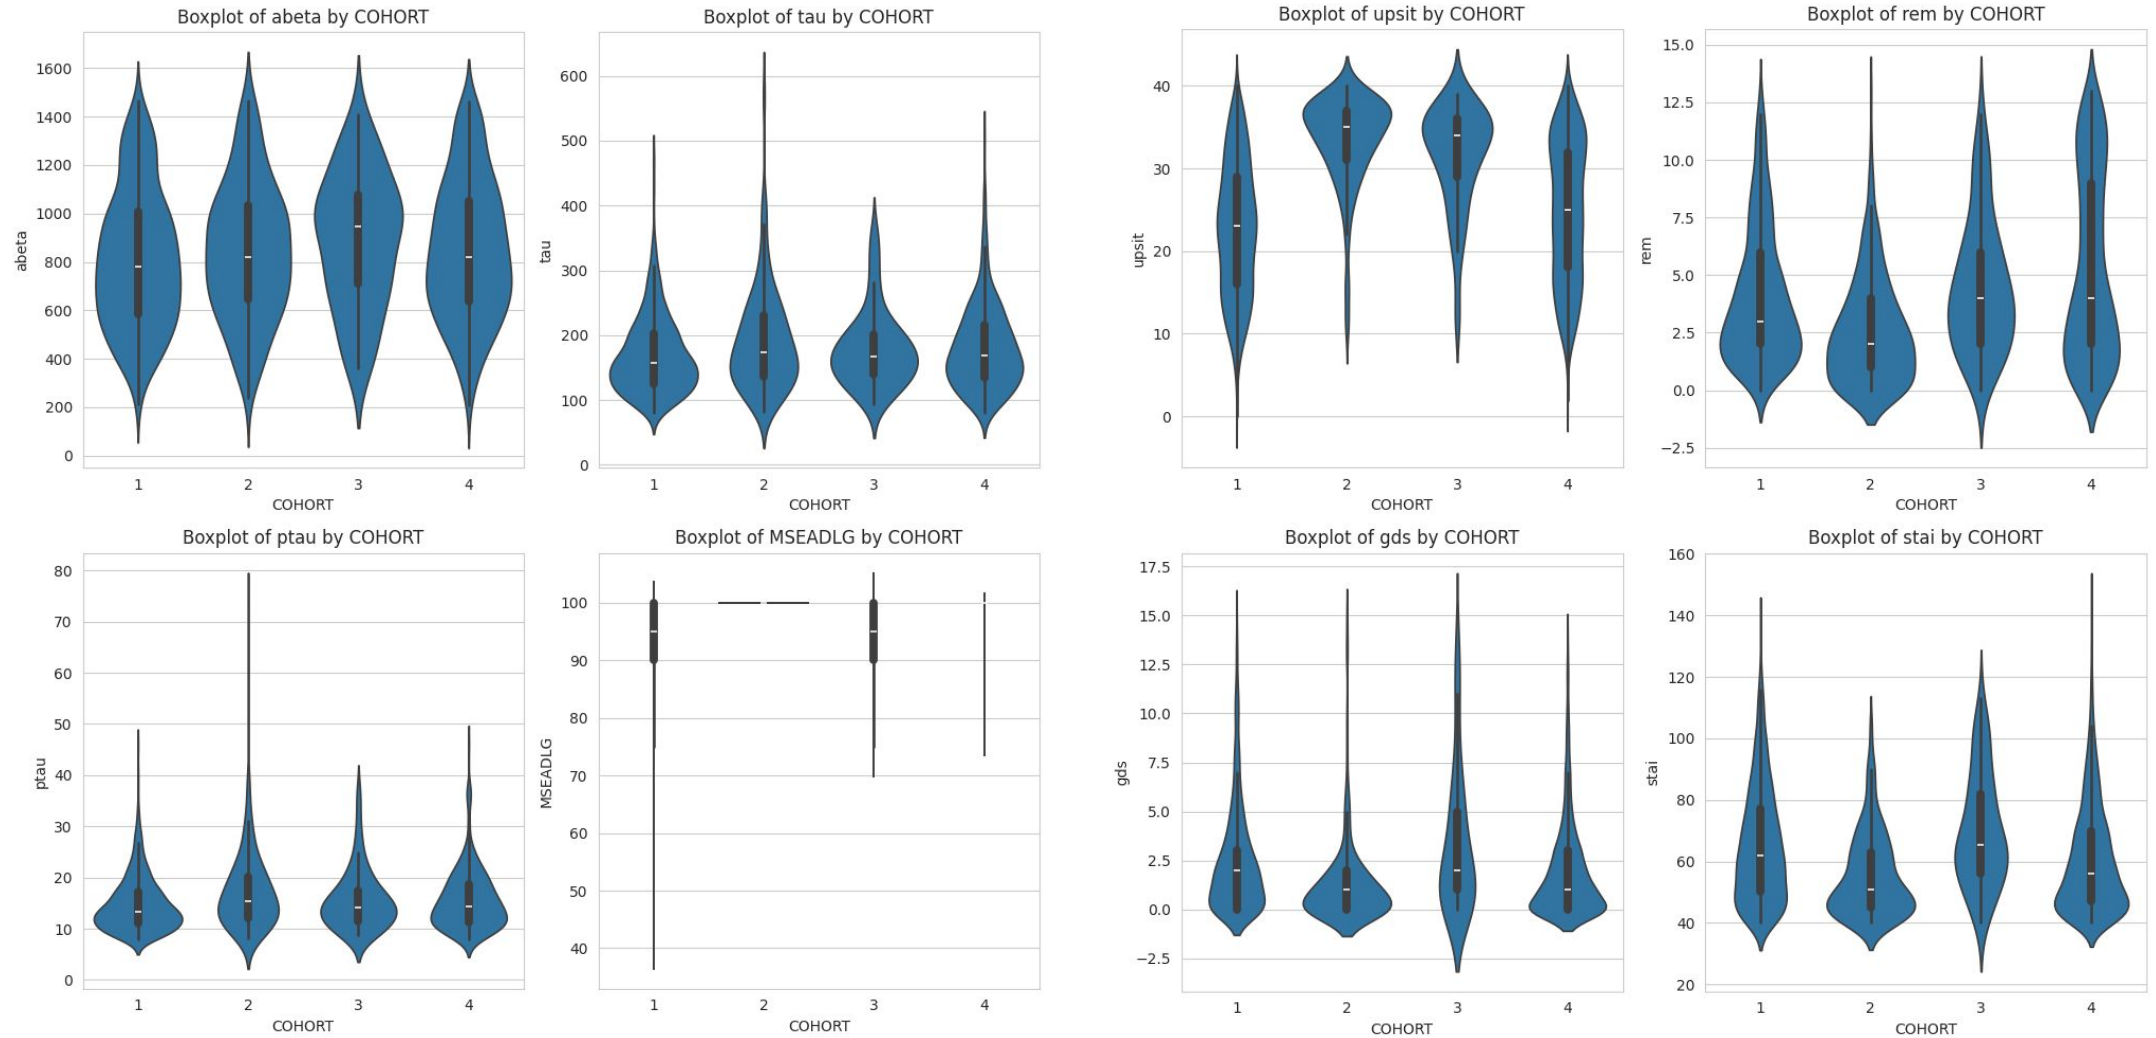 Boxplot of abeta by COHORT
abeta
1600
1400
1200
1000
800
600
400
200
0
1 2 3 4
COHORT
Boxplot of tau by COHORT
tau
600
500
400
300
200
100
0
1 2 3 4
COHORT
Boxplot of upsit by COHORT
upsit
40
30
20
10
0
1 2 3 4
COHORT
Boxplot of rem by COHORT
rem
15.0
12.5
10.0
7.5
5.0
2.5
0.0
−2.5
1 2 3 4
COHORT
Boxplot of ptau by COHORT
ptau
80
70
60
50
40
30
20
10
0
1 2 3 4
COHORT
Boxplot of MSEADLG by COHORT
MSEADLG
100
90
80
70
60
50
40
1 2 3 4
COHORT
Boxplot of gds by COHORT
gds
17.5
15.0
12.5
10.0
7.5
5.0
2.5
0.0
−2.5
1 2 3 4
COHORT
Boxplot of stai by COHORT
stai
160
140
120
100
80
60
40
20
1 2 3 4
COHORT